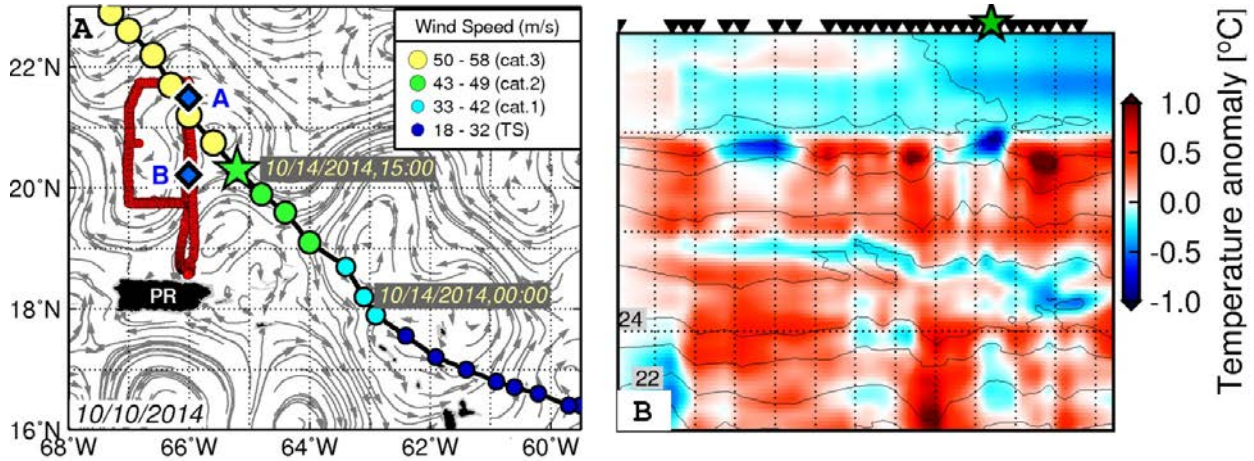 A
Wind Speed (m/s)
50 - 58 (cat.3)
43 - 49 (cat.2)
33 - 42 (cat.1)
18 - 32 (TS)
22°N
20°N
18°N
16°N
A
B
10/14/2014,15:00
10/14/2014,00:00
PR
10/10/2014
68°W
66°W
64°W
62°W
60°W
24
22
B
1.0
0.5
0.0
-0.5
-1.0
Temperature anomaly [ºC]